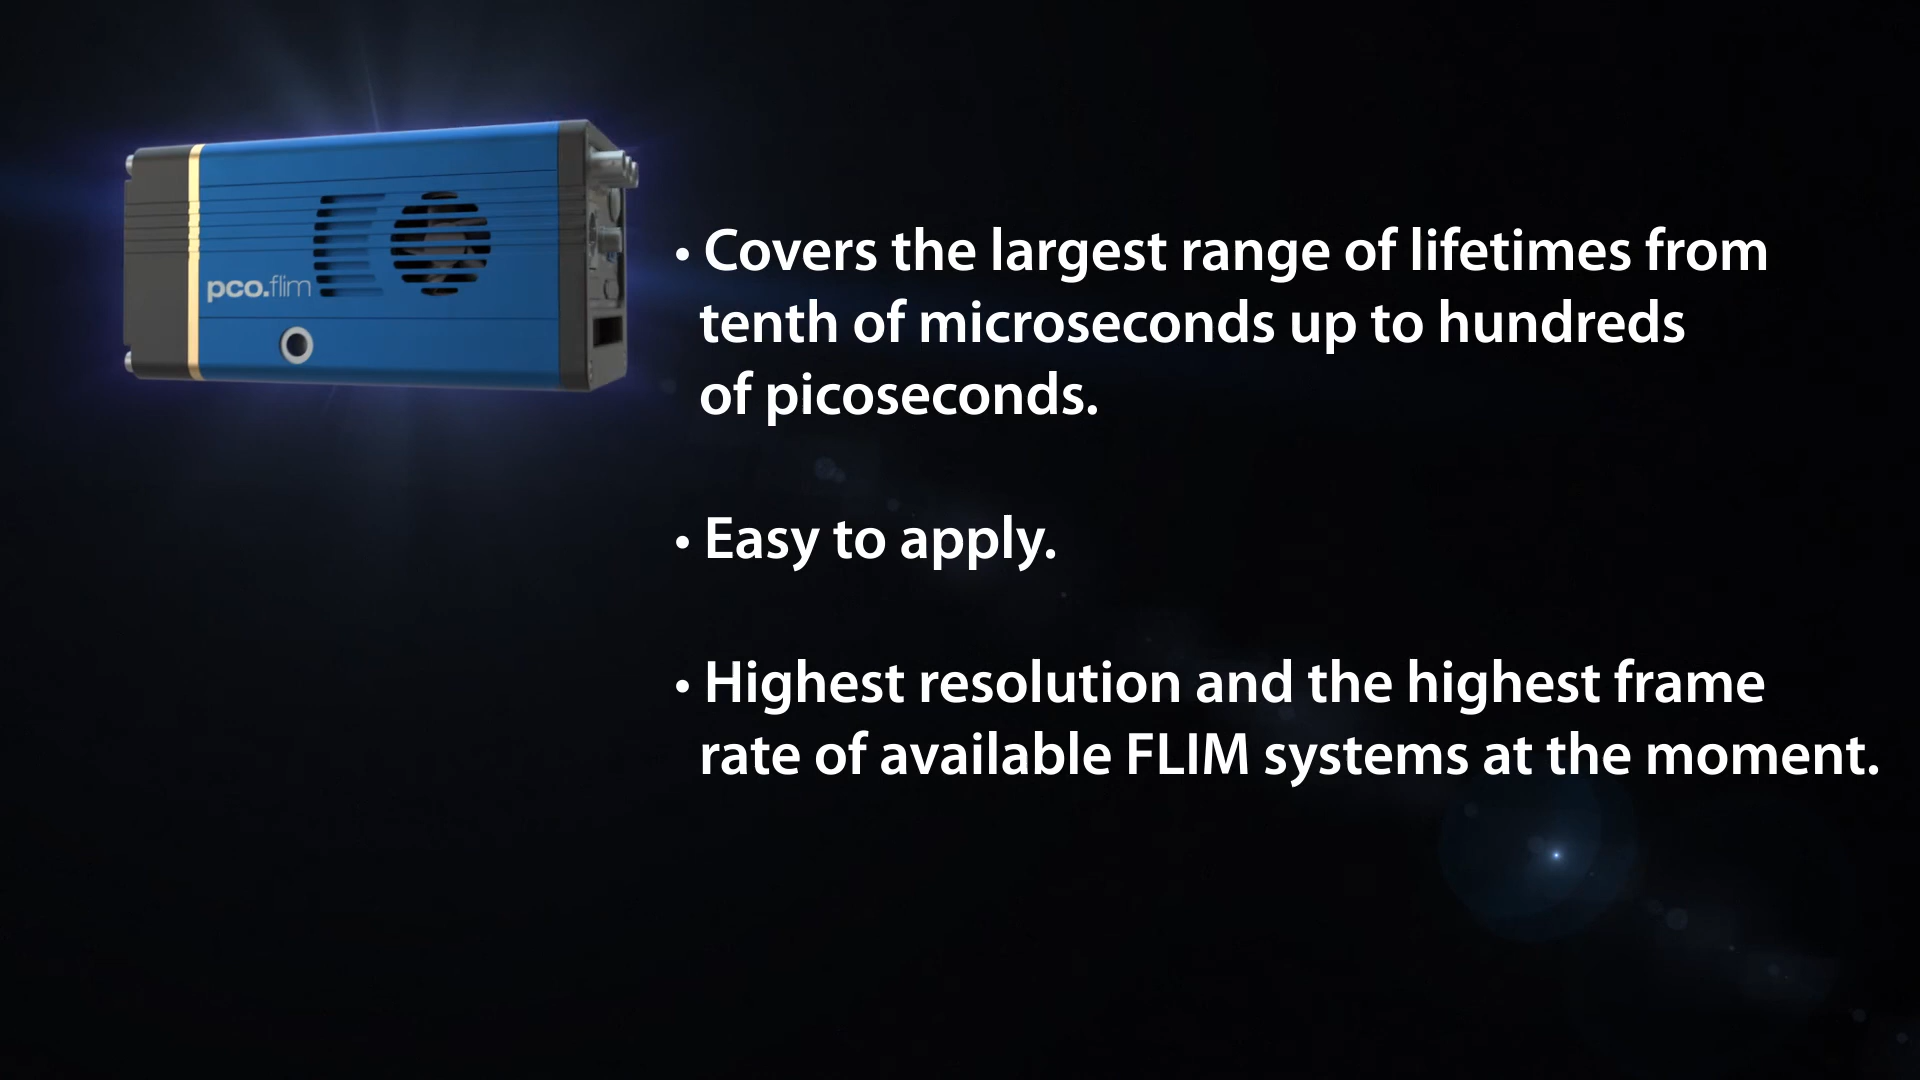 pco.flim
• Covers the largest range of lifetimes from
tenth of microseconds up to hundreds
of picoseconds.
• Easy to apply.
• Highest resolution and the highest frame
rate of available FLIM systems at the moment.